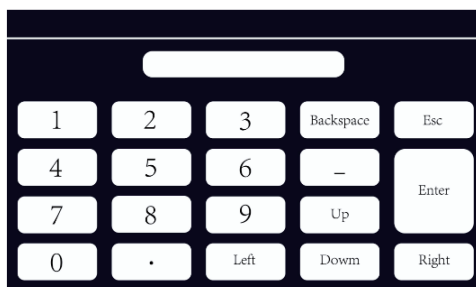 1 2 3 Backspace Esc
4 5 6 – Enter
7 8 9 Up
0 . Left Dowm Right